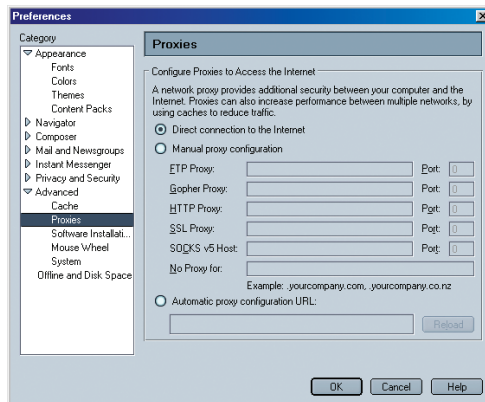 Preferences
Category
Appearance
Fonts
Colors
Themes
Content Packs
Navigator
Composer
Mail and Newsgroups
Instant Messenger
Privacy and Security
Advanced
Cache
Proxies
Software Installati...
Mouse Wheel
System
Offline and Disk Space
Proxies
Configure Proxies to Access the Internet
A network proxy provides additional security between your computer and the
Internet. Proxies can also increase performance between multiple networks, by
using caches to reduce traffic.
Direct connection to the Internet
Manual proxy configuration
FTP Proxy: Port: 0
Gopher Proxy: Port: 0
HTTP Proxy: Port: 0
SSL Proxy: Port: 0
SOCKS v5 Host: Port: 0
No Proxy for:
Example: .yourcompany.com, .yourcompany.co.nz
Automatic proxy configuration URL:
Reload
OK Cancel Help